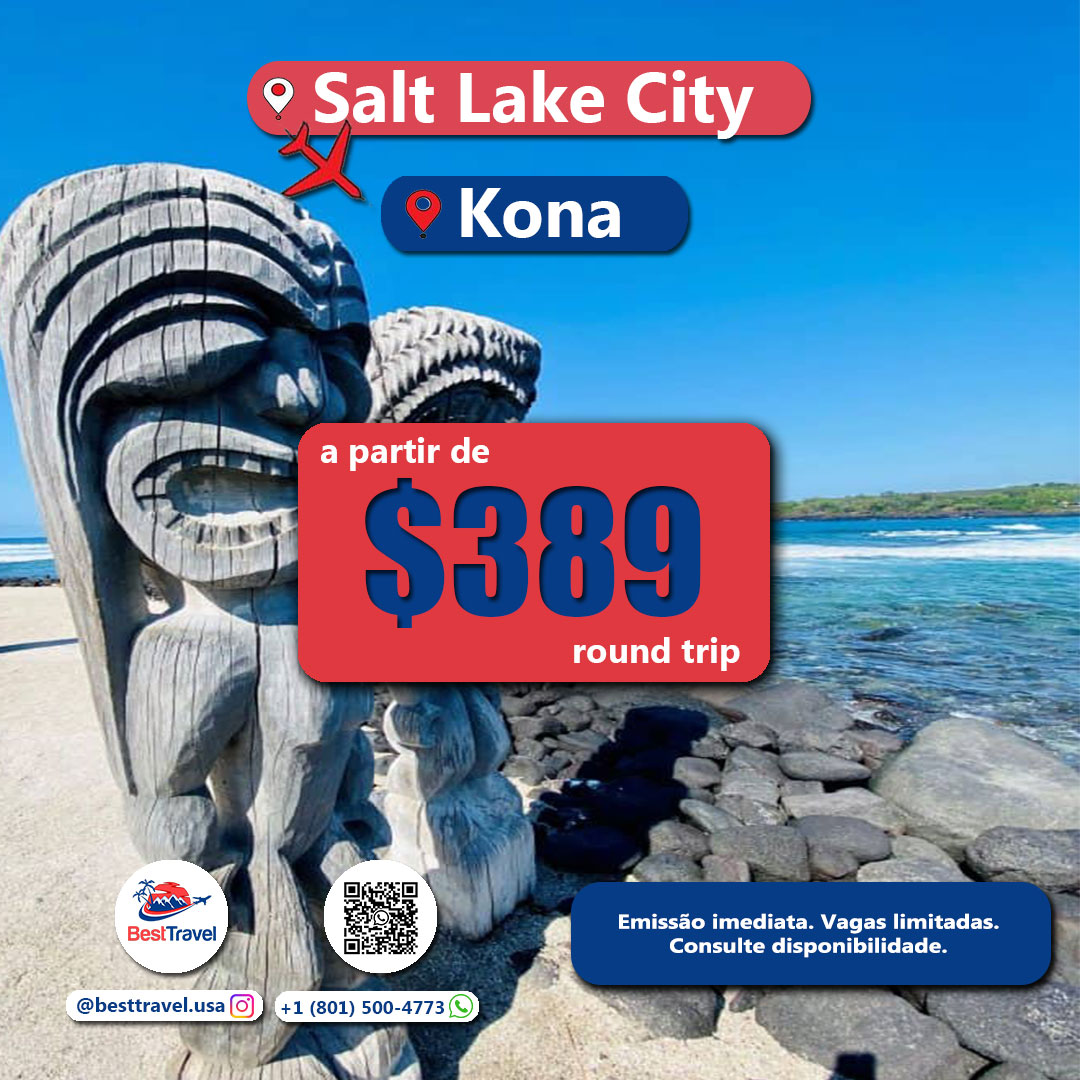 Salt Lake City
Kona
a partir de
$389
round trip
BestTravel
Emissão imediata. Vagas limitadas.
Consulte disponibilidade.
@besttravel.usa
+1 (801) 500-4773